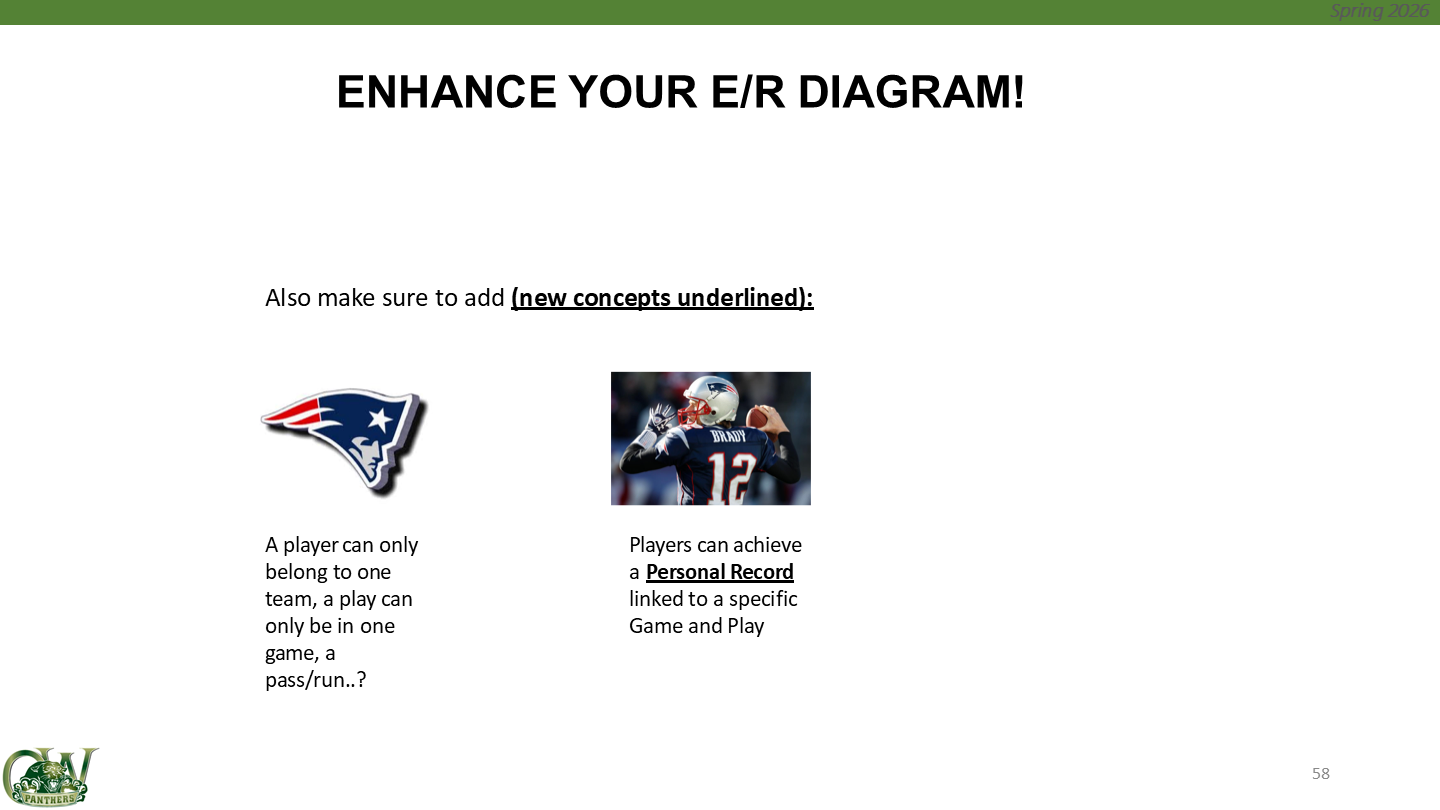 Spring 2026
ENHANCE YOUR E/R DIAGRAM!
Also make sure to add (new concepts underlined):
BRADY
12
A player can only
belong to one
team, a play can
only be in one
game, a
pass/run..?
Players can achieve
a Personal Record
linked to a specific
Game and Play
OW
PANTHERS
58